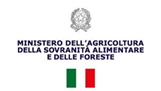 MINISTERO DELL'AGRICOLTURA
DELLA SOVRANITÀ ALIMENTARE
E DELLE FORESTE